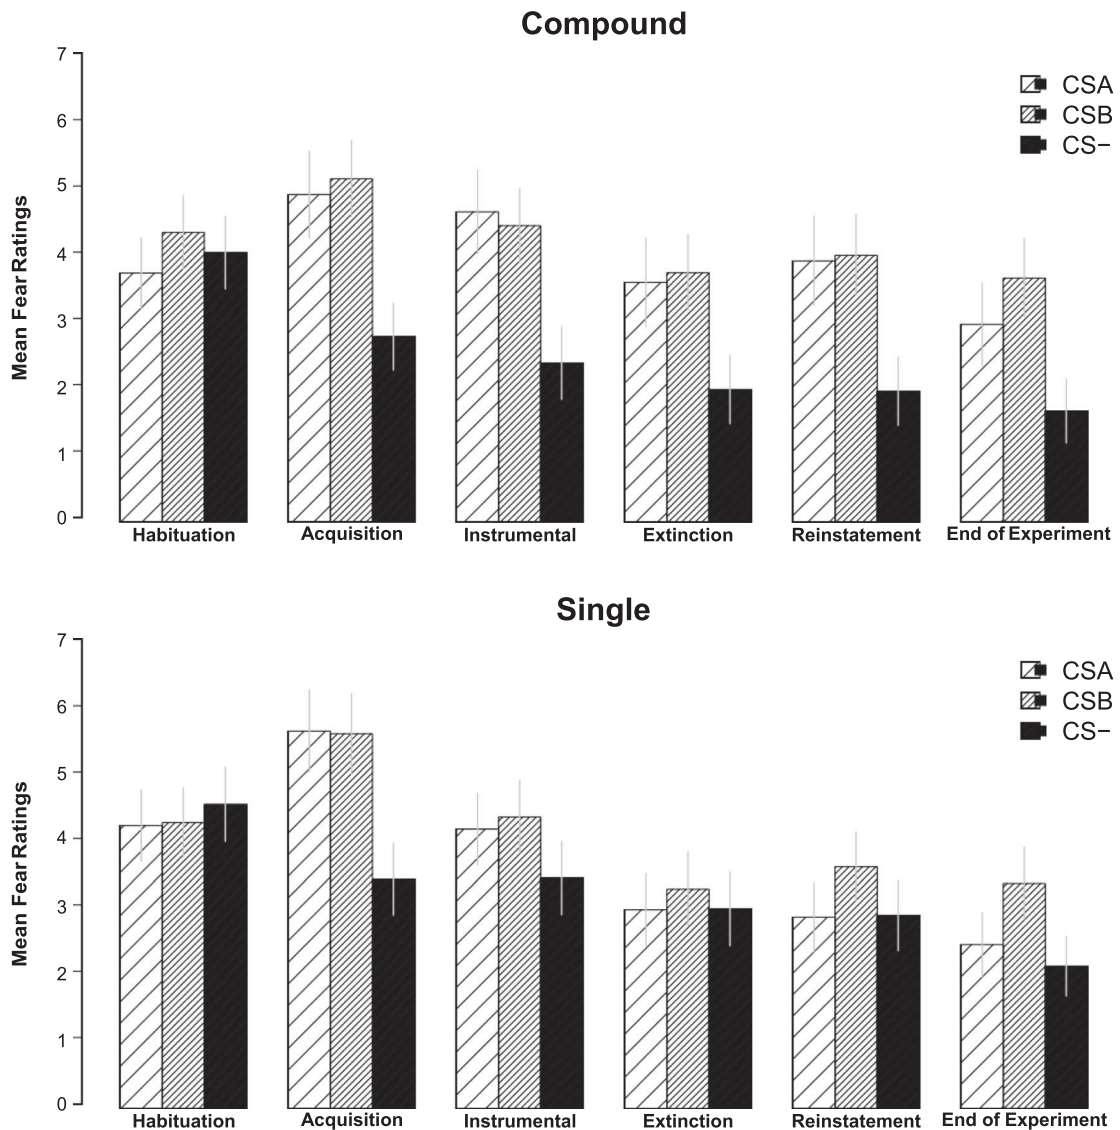 Compound
7
6
5
4
3
2
1
0
Mean Fear Ratings
CSA
CSB
CS−
Habituation
Acquisition
Instrumental
Extinction
Reinstatement
End of Experiment
Single
7
6
5
4
3
2
1
0
Mean Fear Ratings
CSA
CSB
CS−
Habituation
Acquisition
Instrumental
Extinction
Reinstatement
End of Experiment